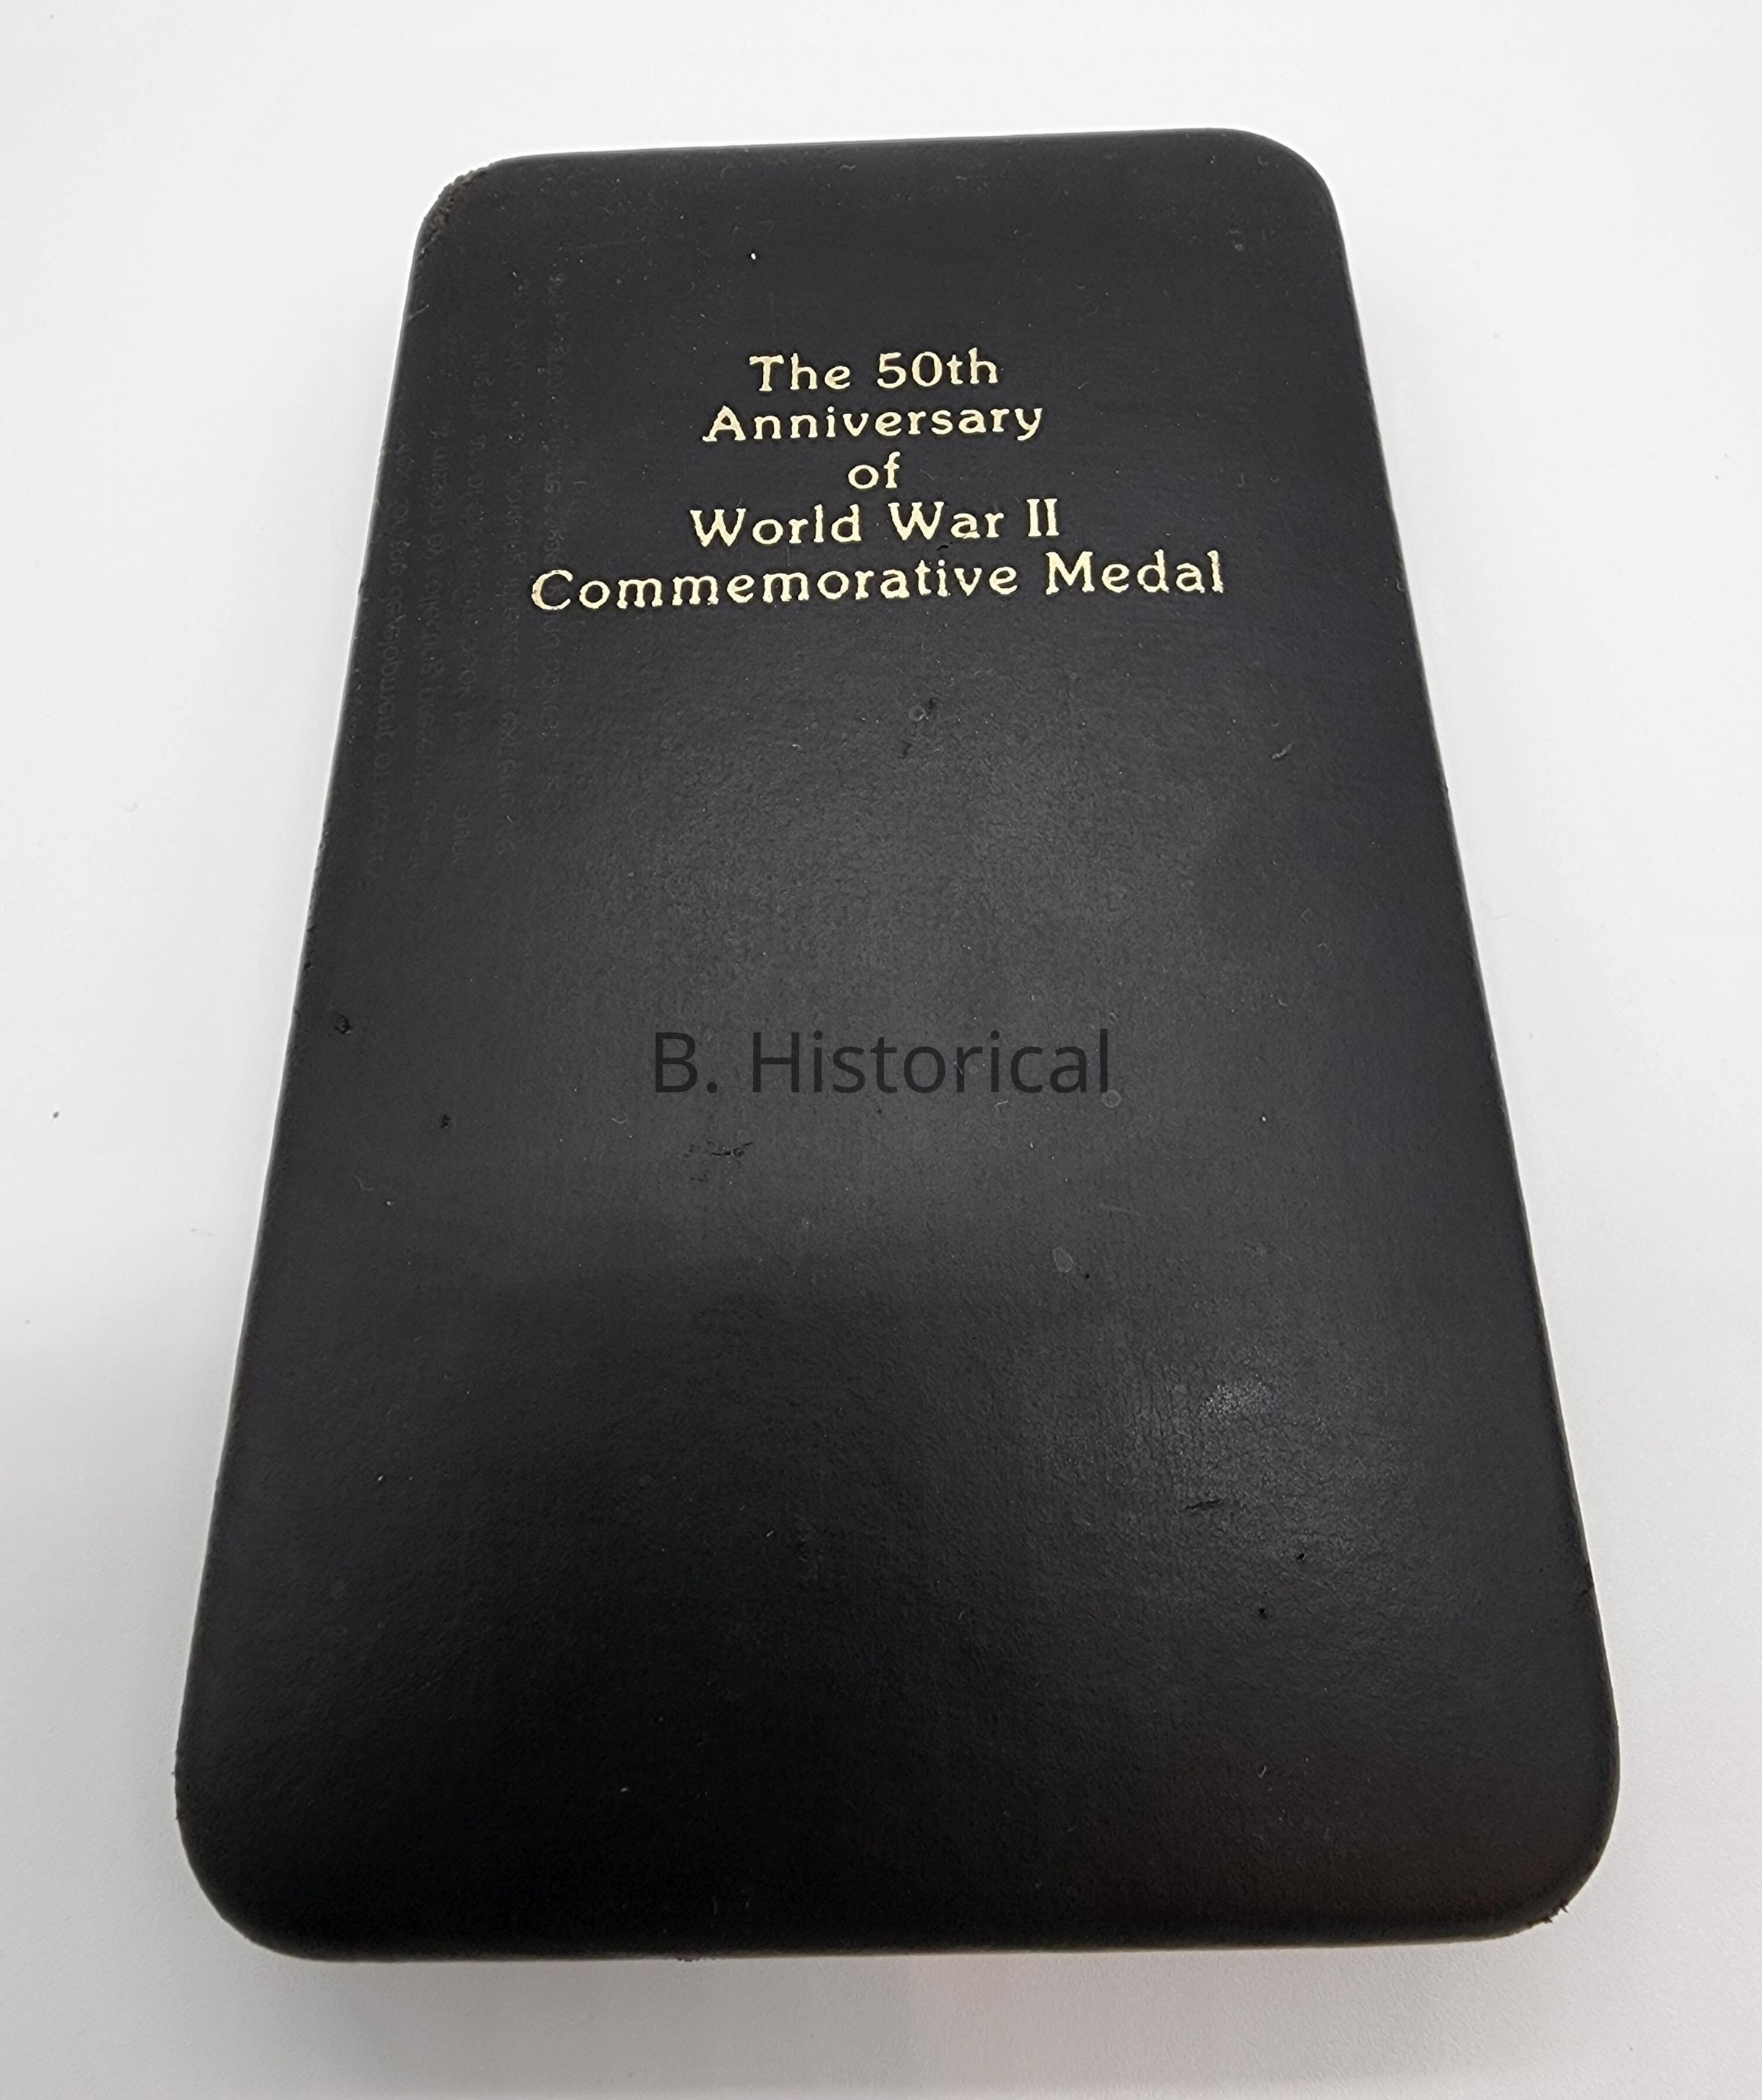 The 50th
Anniversary
of
World War II
Commemorative Medal
B. Historical